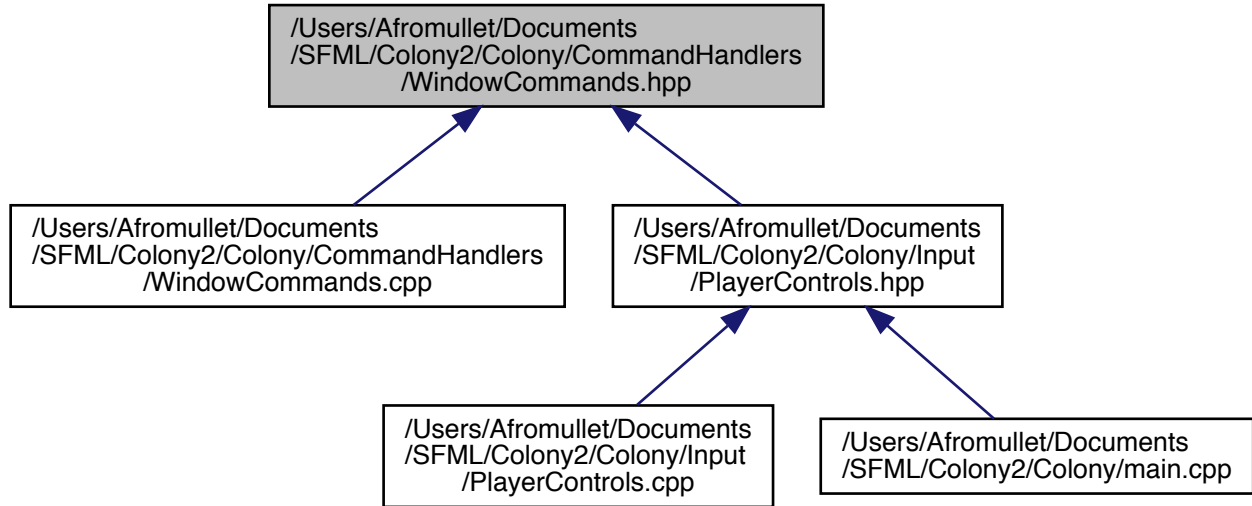 /Users/Afromullet/Documents
/SFML/Colony2/Colony/CommandHandlers
/WindowCommands.hpp
/Users/Afromullet/Documents
/SFML/Colony2/Colony/CommandHandlers
/WindowCommands.cpp
/Users/Afromullet/Documents
/SFML/Colony2/Colony/Input
/PlayerControls.hpp
/Users/Afromullet/Documents
/SFML/Colony2/Colony/Input
/PlayerControls.cpp
/Users/Afromullet/Documents
/SFML/Colony2/Colony/main.cpp